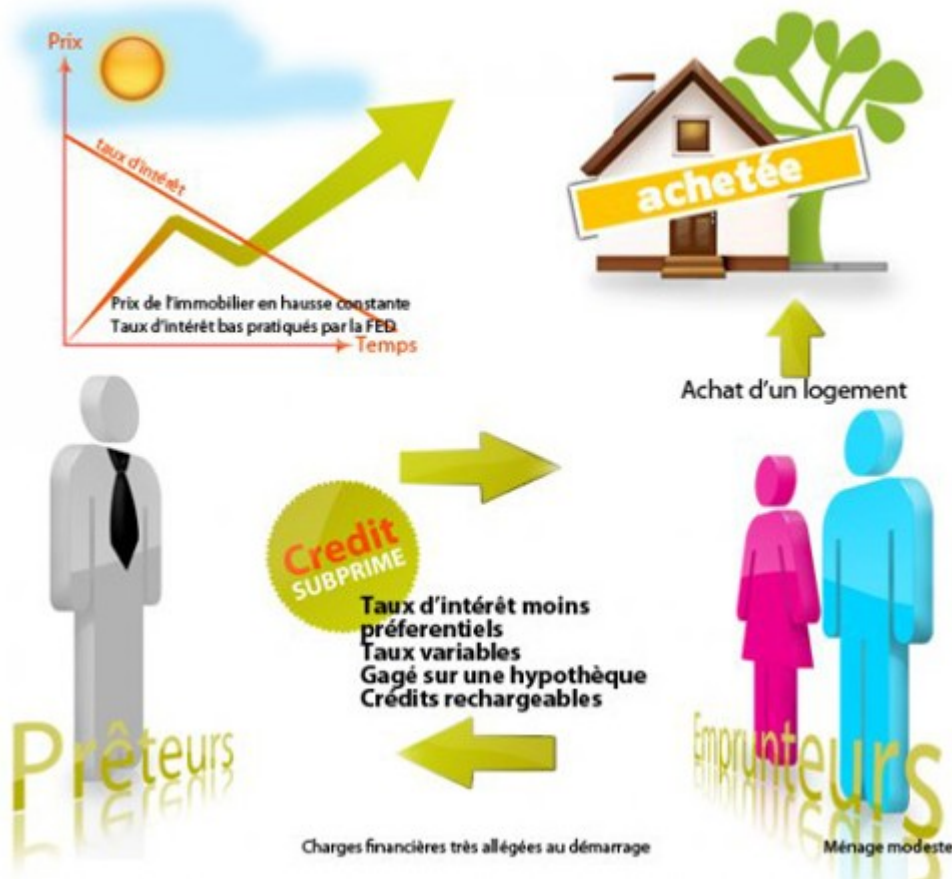 Prix
taux d'intérêt
achetée
Prix de l'immobilier en hausse constante
Taux d'intérêt bas pratiqués par la FED
Temps
Achat d'un logement
Credit
SUBPRIME
Taux d'intérêt moins
préferentiels
Taux variables
Gagé sur une hypothèque
Crédits rechargeables
Prêteurs
Emprunteurs
Charges financières très allégées au démarrage
Ménage modeste